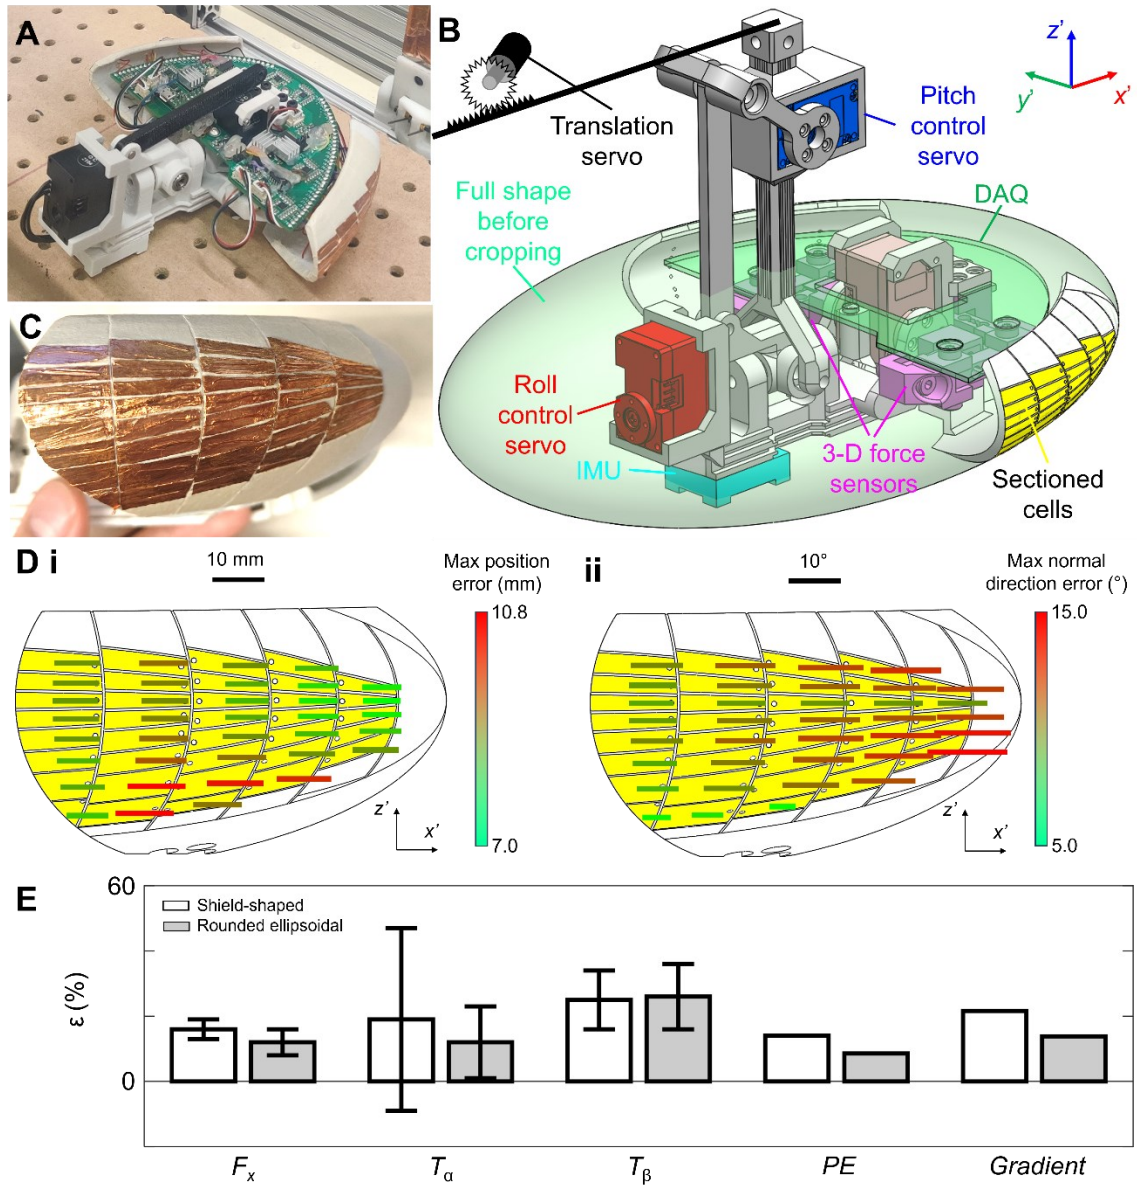 A
B
Translation
servo
Pitch
control
servo
z'
y'
x'
Full shape
before
cropping
DAQ
C
Roll
control
servo
IMU
3-D force
sensors
Sectioned
cells
D i
10 mm
Max position
error (mm)
10.8
7.0
z'
x'
ii
10°
Max normal
direction error (°)
15.0
5.0
z'
x'
E
60
0
ε (%)
Shield-shaped
Rounded ellipsoidal
Fx
Tα
Tβ
PE
Gradient